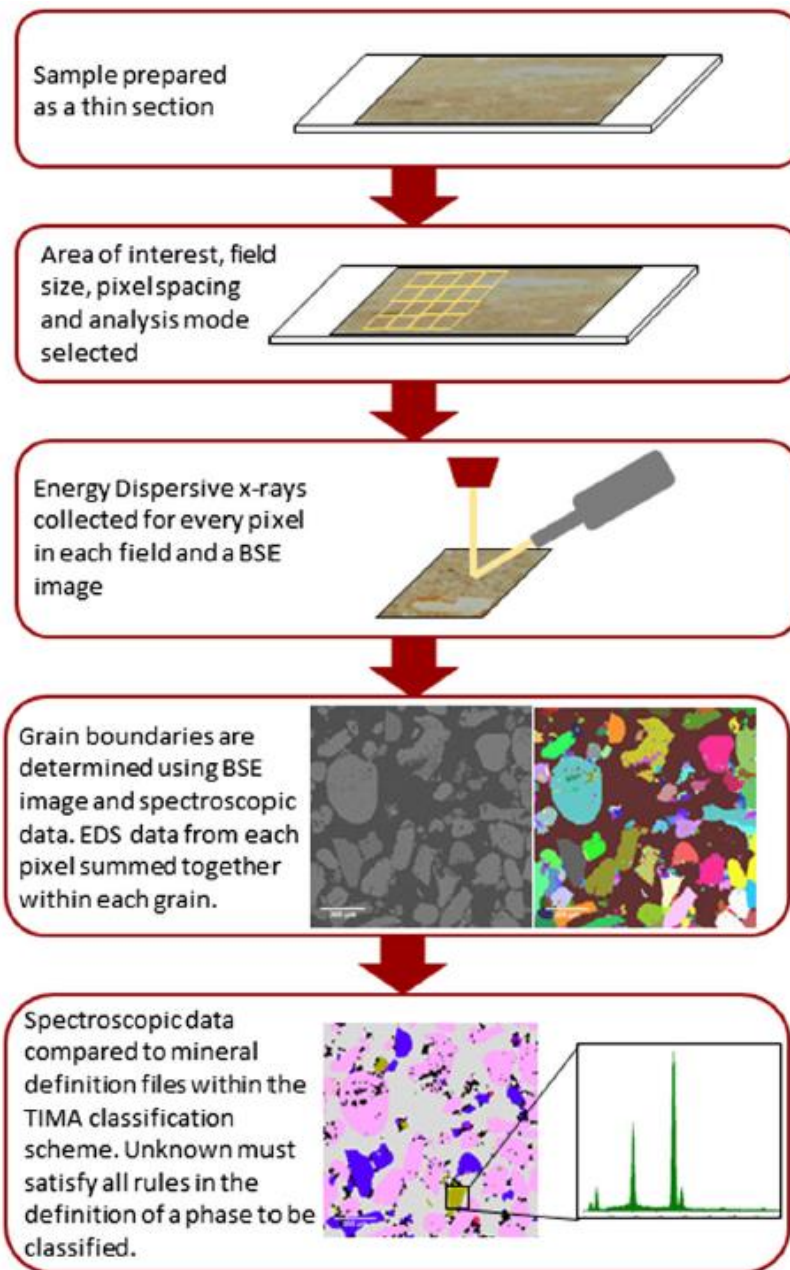 Sample prepared
as a thin section
Area of interest, field
size, pixel spacing
and analysis mode
selected
Energy Dispersive x-rays
collected for every pixel
in each field and a BSE
image
Grain boundaries are
determined using BSE
image and spectroscopic
data. EDS data from each
pixel summed together
within each grain.
Spectroscopic data
compared to mineral
definition files within the
TIMA classification
scheme. Unknown must
satisfy all rules in the
definition of a phase to be
classified.